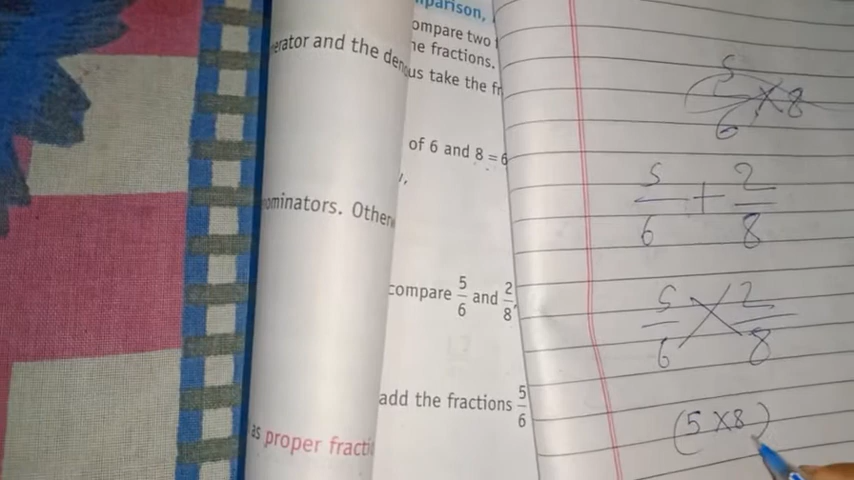 mparison,
ompare two
he fractions.
erator and the den
us take the fr
of 6 and 8 = 6
ominators. Otherw
compare 5/6 and 2/8,
add the fractions 5/6
as proper fracti
5/6 × 8
5/6 + 2/8
5/6 × 2/8
(5 × 8)